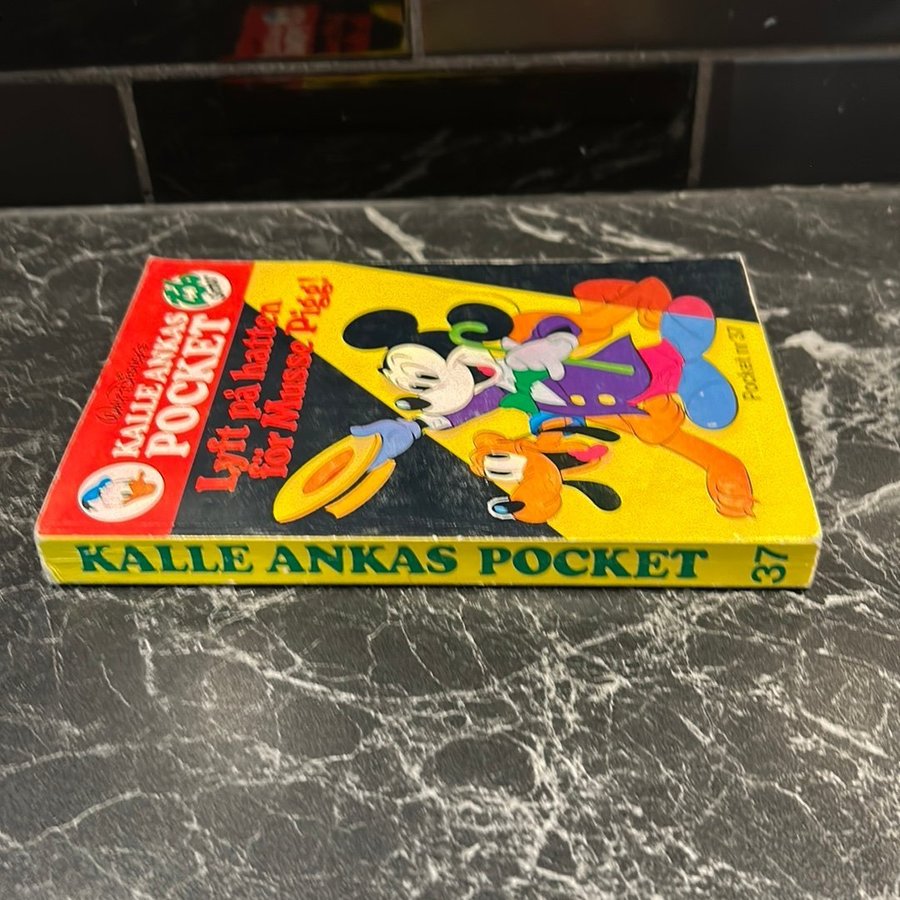 Walt Disney's
KALLE ANKAS
POCKET
Lyft på hatten
för Musse Pigg!
Pocket nr 37
KALLE ANKAS POCKET 37